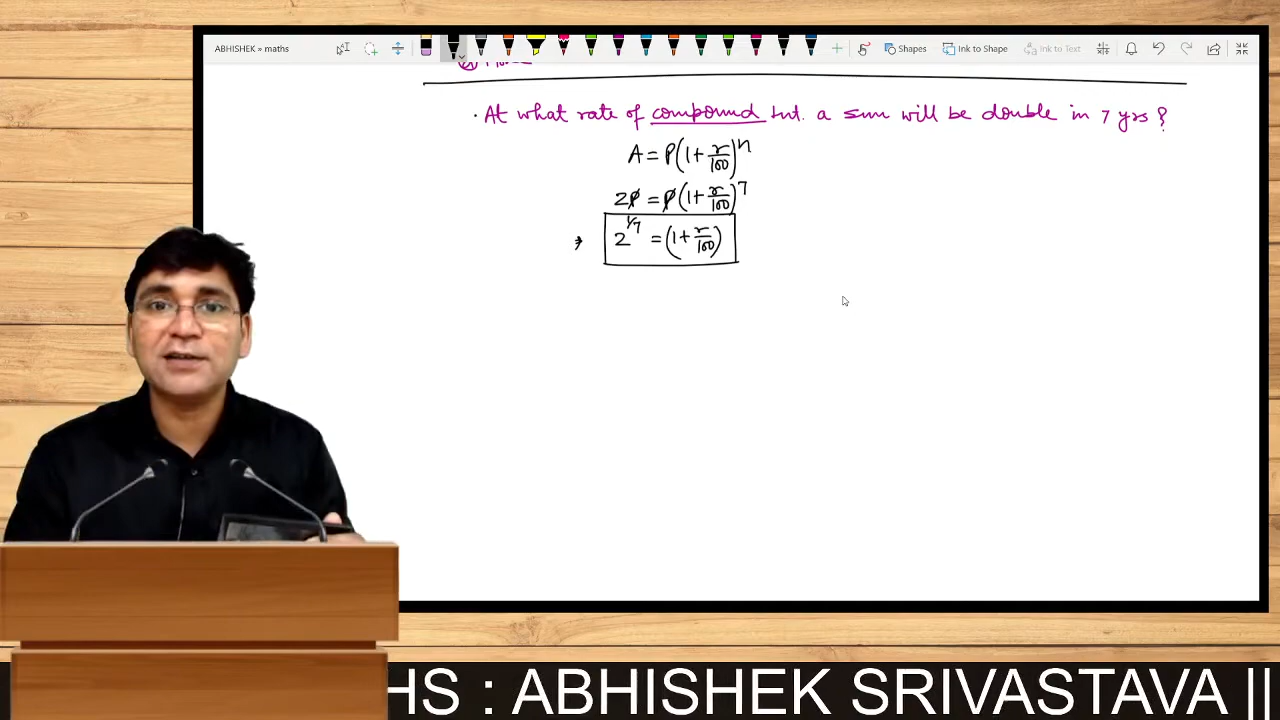 ABHISHEK » maths
Shapes Ink to Shape Ink to Text
· At what rate of compound Int. a sum will be double in 7 yrs ?
A = P(1+r/100)^n
2P = P(1+r/100)^7
⇒ 2^1/7 = (1+r/100)
HS : ABHISHEK SRIVASTAVA ||